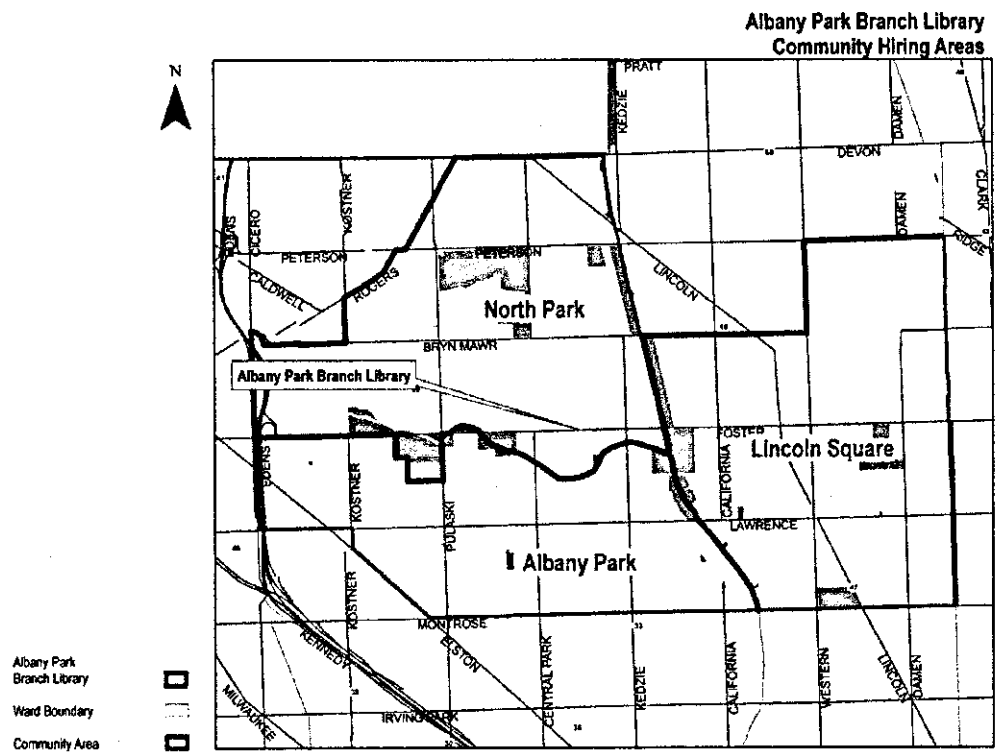 Albany Park Branch Library
Community Hiring Areas
N
PRATT
KEDZIE
DAMEN
DEVON
CLARK
DAMEN
RIDGE
KOSTNER
CICERO
PETERSON
PETERSON
CALDWELL
ROGERS
LINCOLN
North Park
BRYN MAWR
Albany Park Branch Library
FOSTER
Lincoln Square
EDENS
KOSTNER
PULASKI
CALIFORNIA
LAWRENCE
Albany Park
KOSTNER
MONTROSE
ELSTON
KENNEDY
CENTRAL PARK
KEDZIE
CALIFORNIA
WESTERN
LINCOLN
DAMEN
MILWAUKEE
IRVING PARK
Albany Park
Branch Library
Ward Boundary
Community Area